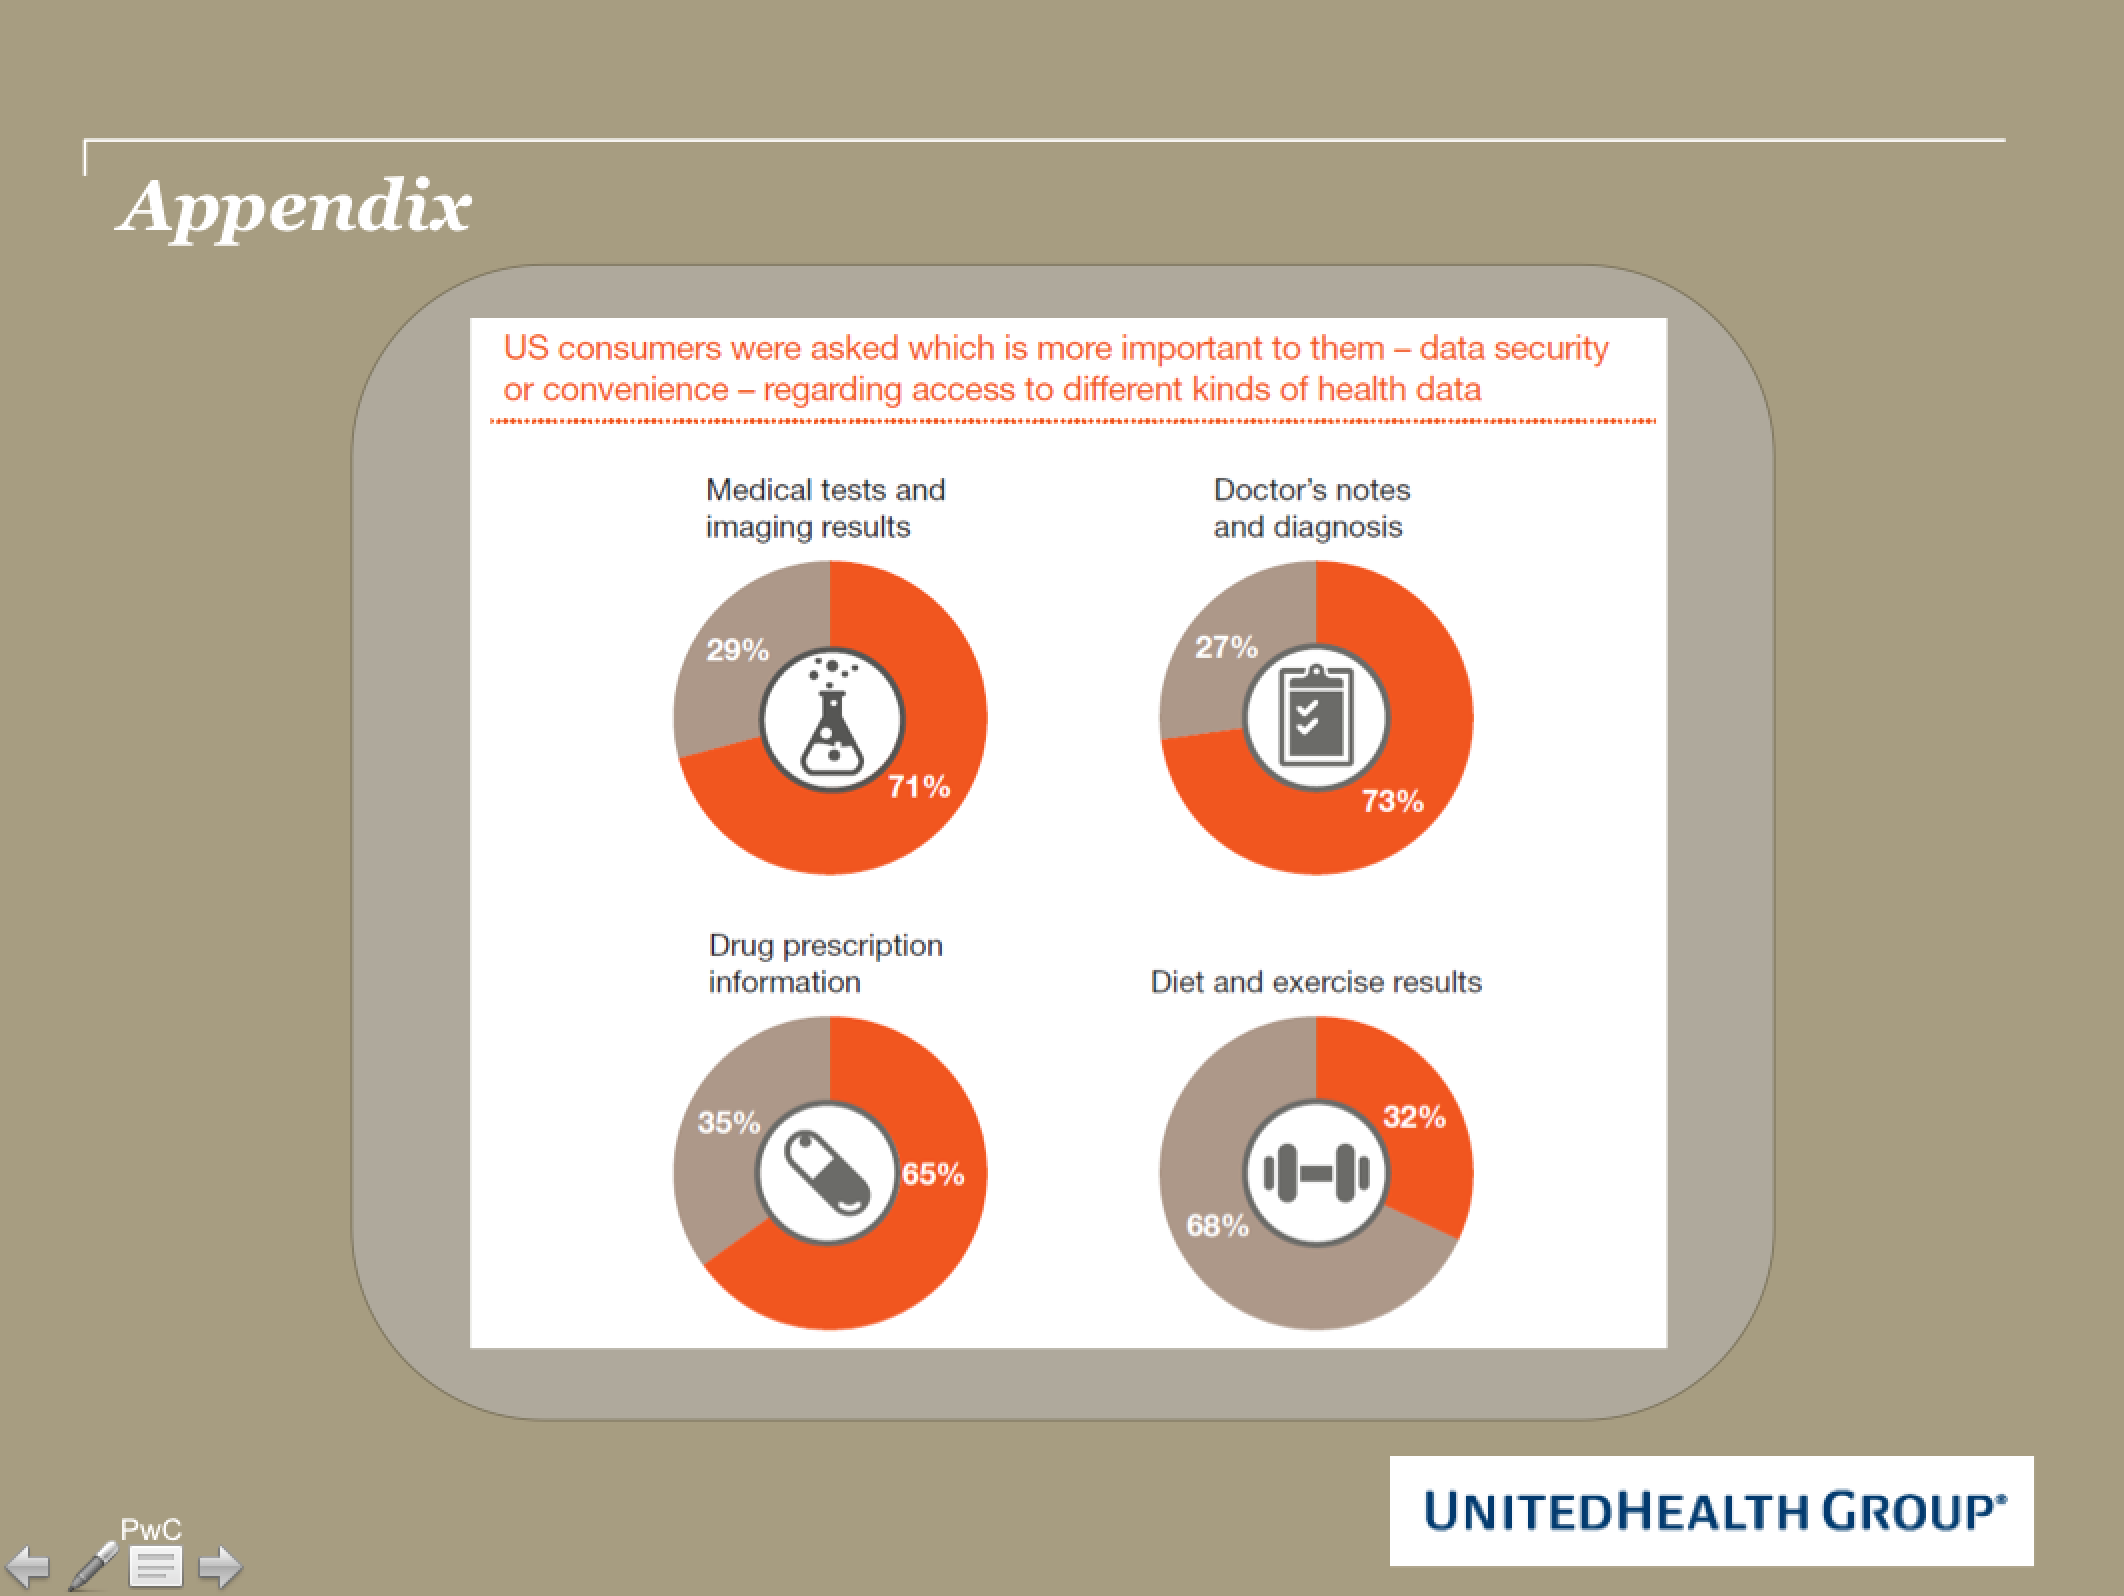 Appendix
US consumers were asked which is more important to them – data security
or convenience – regarding access to different kinds of health data
Medical tests and
imaging results
29%
71%
Doctor’s notes
and diagnosis
27%
73%
Drug prescription
information
35%
65%
Diet and exercise results
32%
68%
PwC
UNITEDHEALTH GROUP®